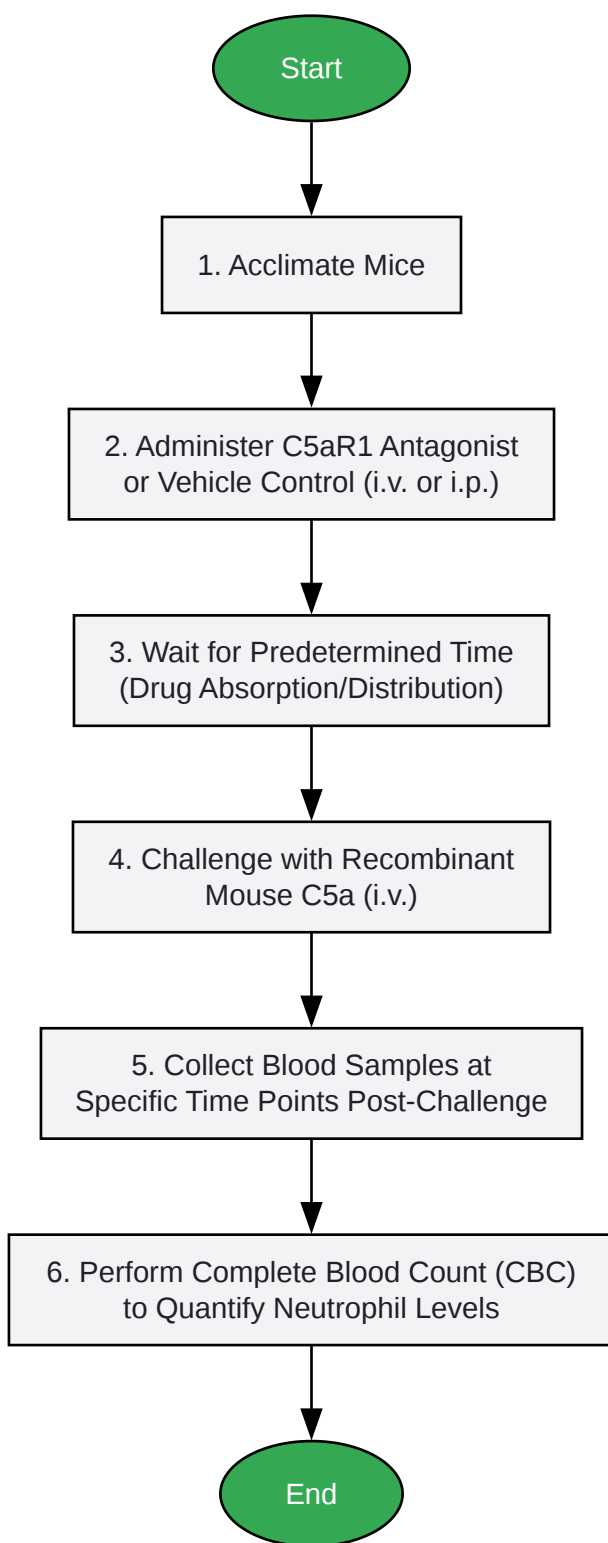 Start
1. Acclimate Mice
2. Administer C5aR1 Antagonist
or Vehicle Control (i.v. or i.p.)
3. Wait for Predetermined Time
(Drug Absorption/Distribution)
4. Challenge with Recombinant
Mouse C5a (i.v.)
5. Collect Blood Samples at
Specific Time Points Post-Challenge
6. Perform Complete Blood Count (CBC)
to Quantify Neutrophil Levels
End